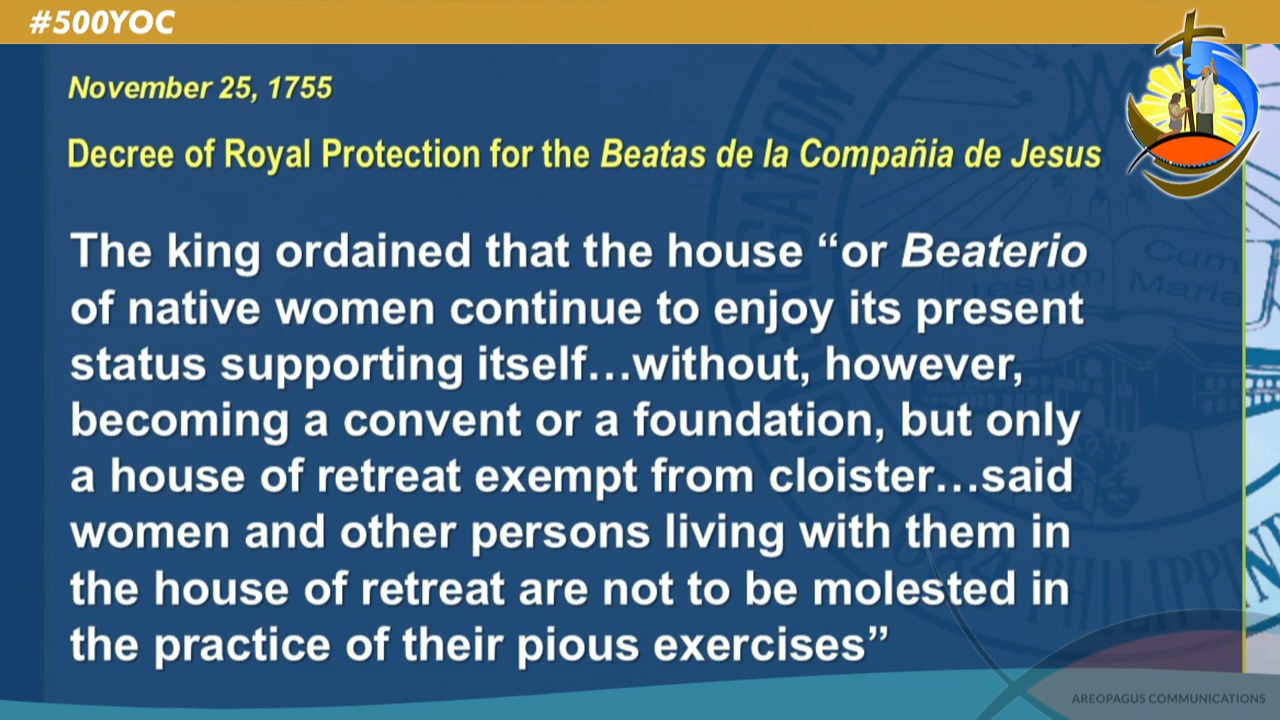 #500YOC
November 25, 1755
Decree of Royal Protection for the Beatas de la Compañia de Jesus
The king ordained that the house “or Beaterio
of native women continue to enjoy its present
status supporting itself…without, however,
becoming a convent or a foundation, but only
a house of retreat exempt from cloister…said
women and other persons living with them in
the house of retreat are not to be molested in
the practice of their pious exercises”
Cum
Jesum Maria
PHILIPPIN
AREOPAGUS COMMUNICATIONS